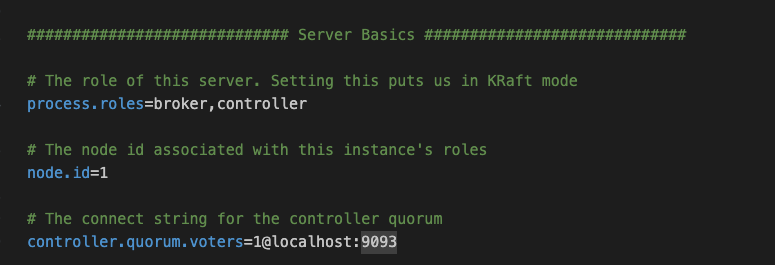 ############################# Server Basics #############################
# The role of this server. Setting this puts us in KRaft mode
process.roles=broker,controller
# The node id associated with this instance's roles
node.id=1
# The connect string for the controller quorum
controller.quorum.voters=1@localhost:9093